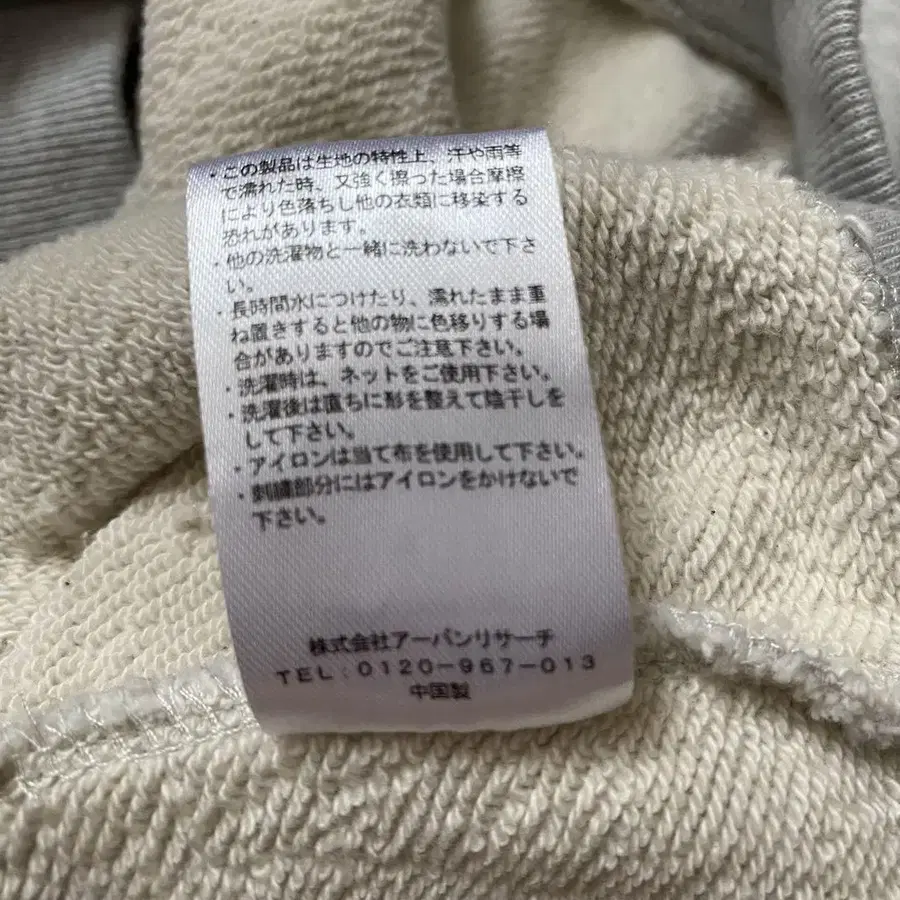 ・この製品は生地の特性上、汗や雨等
で濡れた時、又強く擦った場合摩擦
により色落ちし他の衣類に移染する
恐れがあります。
・他の洗濯物と一緒に洗わないで下さ
い。
・長時間水につけたり、濡れたまま重
ね置きすると他の物に色移りする場
合がありますのでご注意下さい。
・洗濯時は、ネットをご使用下さい。
・洗濯後は直ちに形を整えて陰干しを
して下さい。
・アイロンは当て布を使用して下さい。
・刺繍部分にはアイロンをかけないで
下さい。
株式会社アーバンリサーチ
TEL:0120-967-013
中国製